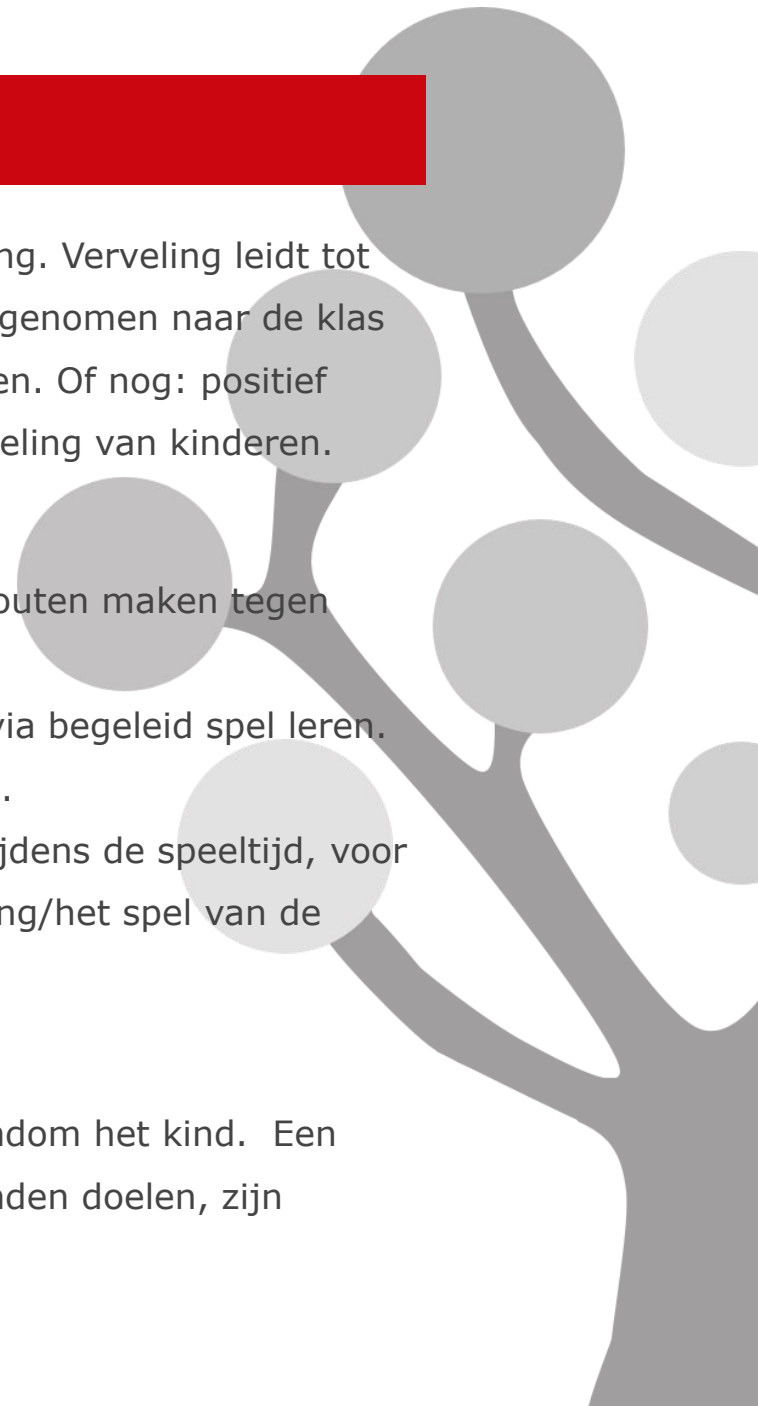 ng. Verveling leidt tot
genomen naar de klas
en. Of nog: positief
eling van kinderen.
outen maken tegen
via begeleid spel leren.
.
jdens de speeltijd, voor
ng/het spel van de
ndom het kind. Een
nden doelen, zijn